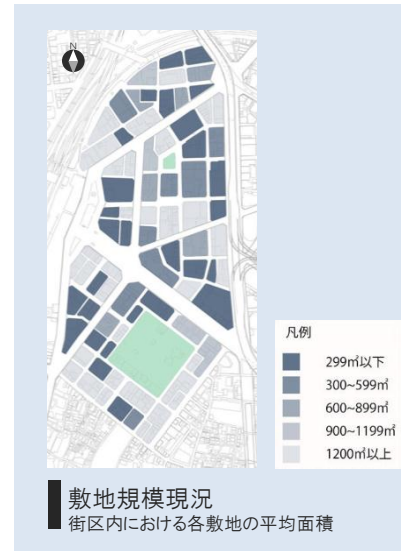 N
凡例
299㎡以下
300~599㎡
600~899㎡
900~1199㎡
1200㎡以上
敷地規模現況
街区内における各敷地の平均面積